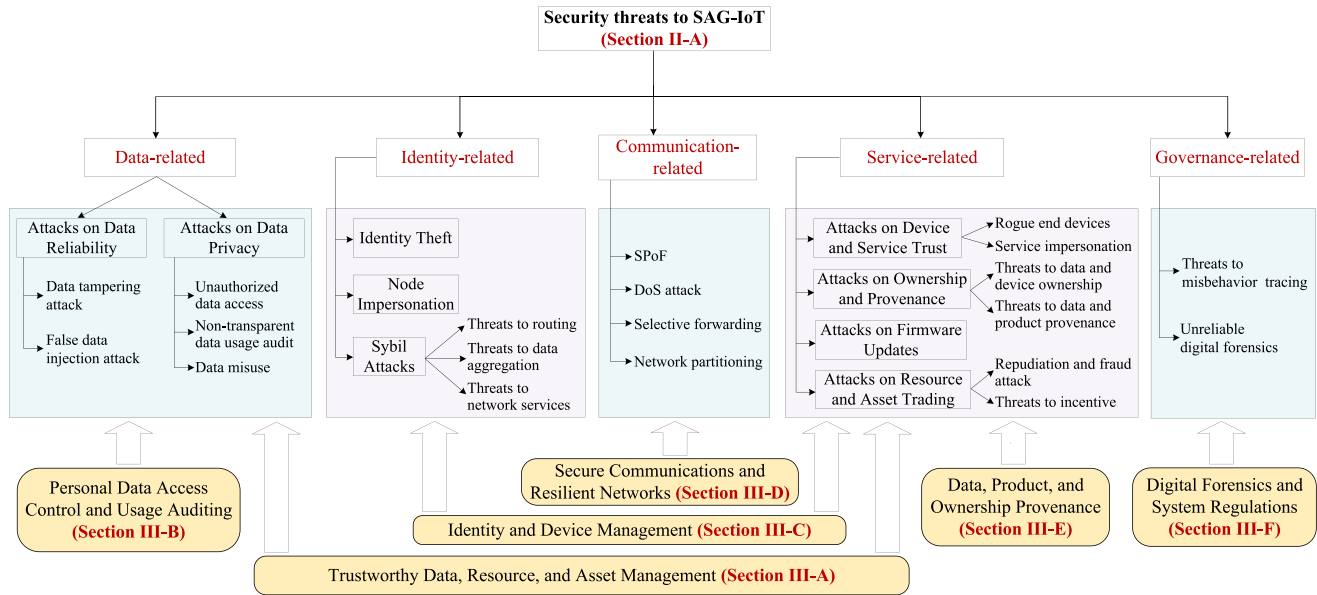 Security threats to SAG-IoT
(Section II-A)
Data-related
Identity-related
Communication-
related
Service-related
Governance-related
Attacks on Data
Reliability
Data tampering
attack
False data
injection attack
Attacks on Data
Privacy
Unauthorized
data access
Non-transparent
data usage audit
Data misuse
Identity Theft
Node
Impersonation
Sybil
Attacks
Threats to routing
Threats to data
aggregation
Threats to
network services
SPoF
DoS attack
Selective forwarding
Network partitioning
Attacks on Device
and Service Trust
Rogue end devices
Service impersonation
Attacks on Ownership
and Provenance
Threats to data and
device ownership
Threats to data and
product provenance
Attacks on Firmware
Updates
Attacks on Resource
and Asset Trading
Repudiation and fraud
attack
Threats to incentive
Threats to
misbehavior tracing
Unreliable
digital forensics
Personal Data Access
Control and Usage Auditing
(Section III-B)
Secure Communications and
Resilient Networks (Section III-D)
Data, Product, and
Ownership Provenance
(Section III-E)
Digital Forensics and
System Regulations
(Section III-F)
Identity and Device Management (Section III-C)
Trustworthy Data, Resource, and Asset Management (Section III-A)